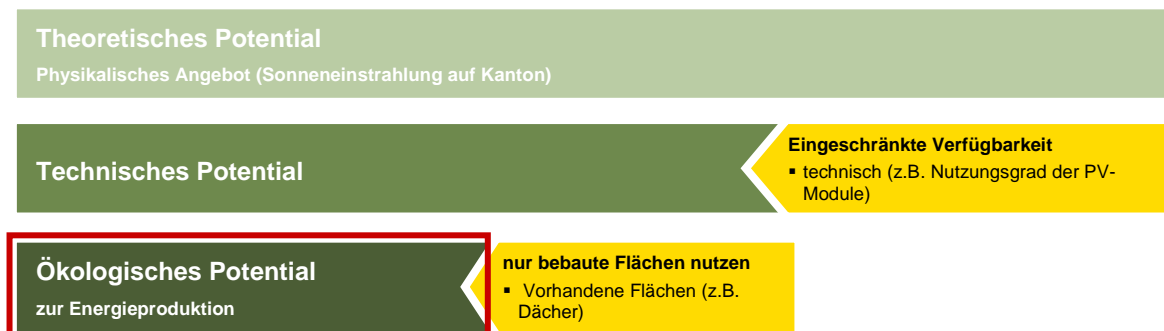 Theoretisches Potential
Physikalisches Angebot (Sonneneinstrahlung auf Kanton)
Technisches Potential
Eingeschränkte Verfügbarkeit
▪ technisch (z.B. Nutzungsgrad der PV-
Module)
Ökologisches Potential
zur Energieproduktion
nur bebaute Flächen nutzen
▪ Vorhandene Flächen (z.B.
Dächer)